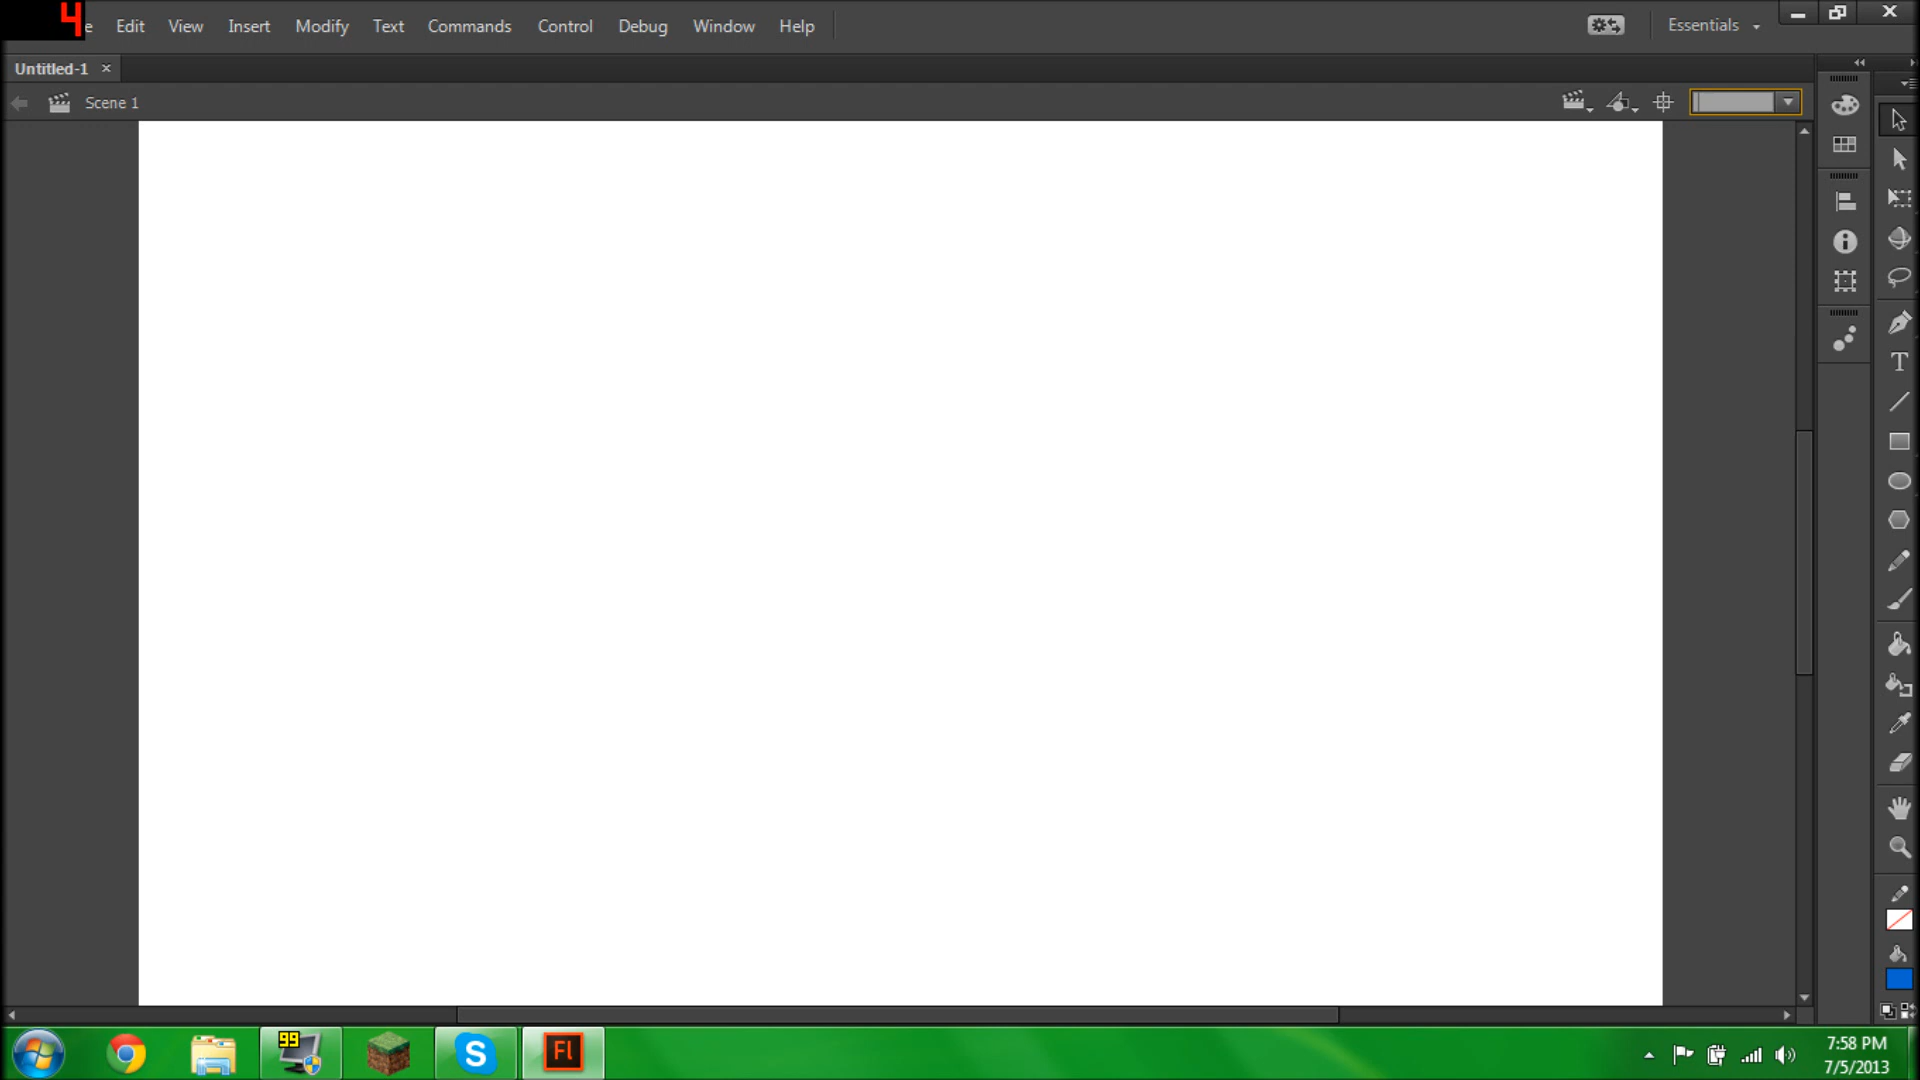 4
e Edit View Insert Modify Text Commands Control Debug Window Help
Essentials
Untitled-1
Scene 1
T
99
S
Fl
7:58 PM
7/5/2013